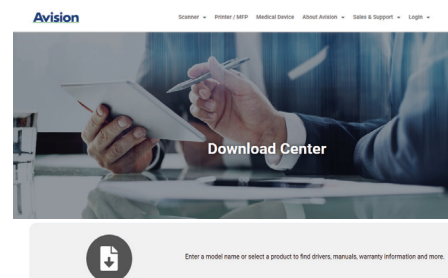 Avision
Scanner Printer / MFP Medical Device About Avision Sales & Support Login
Download Center
Enter a model name or select a product to find drivers, manuals, warranty information and more